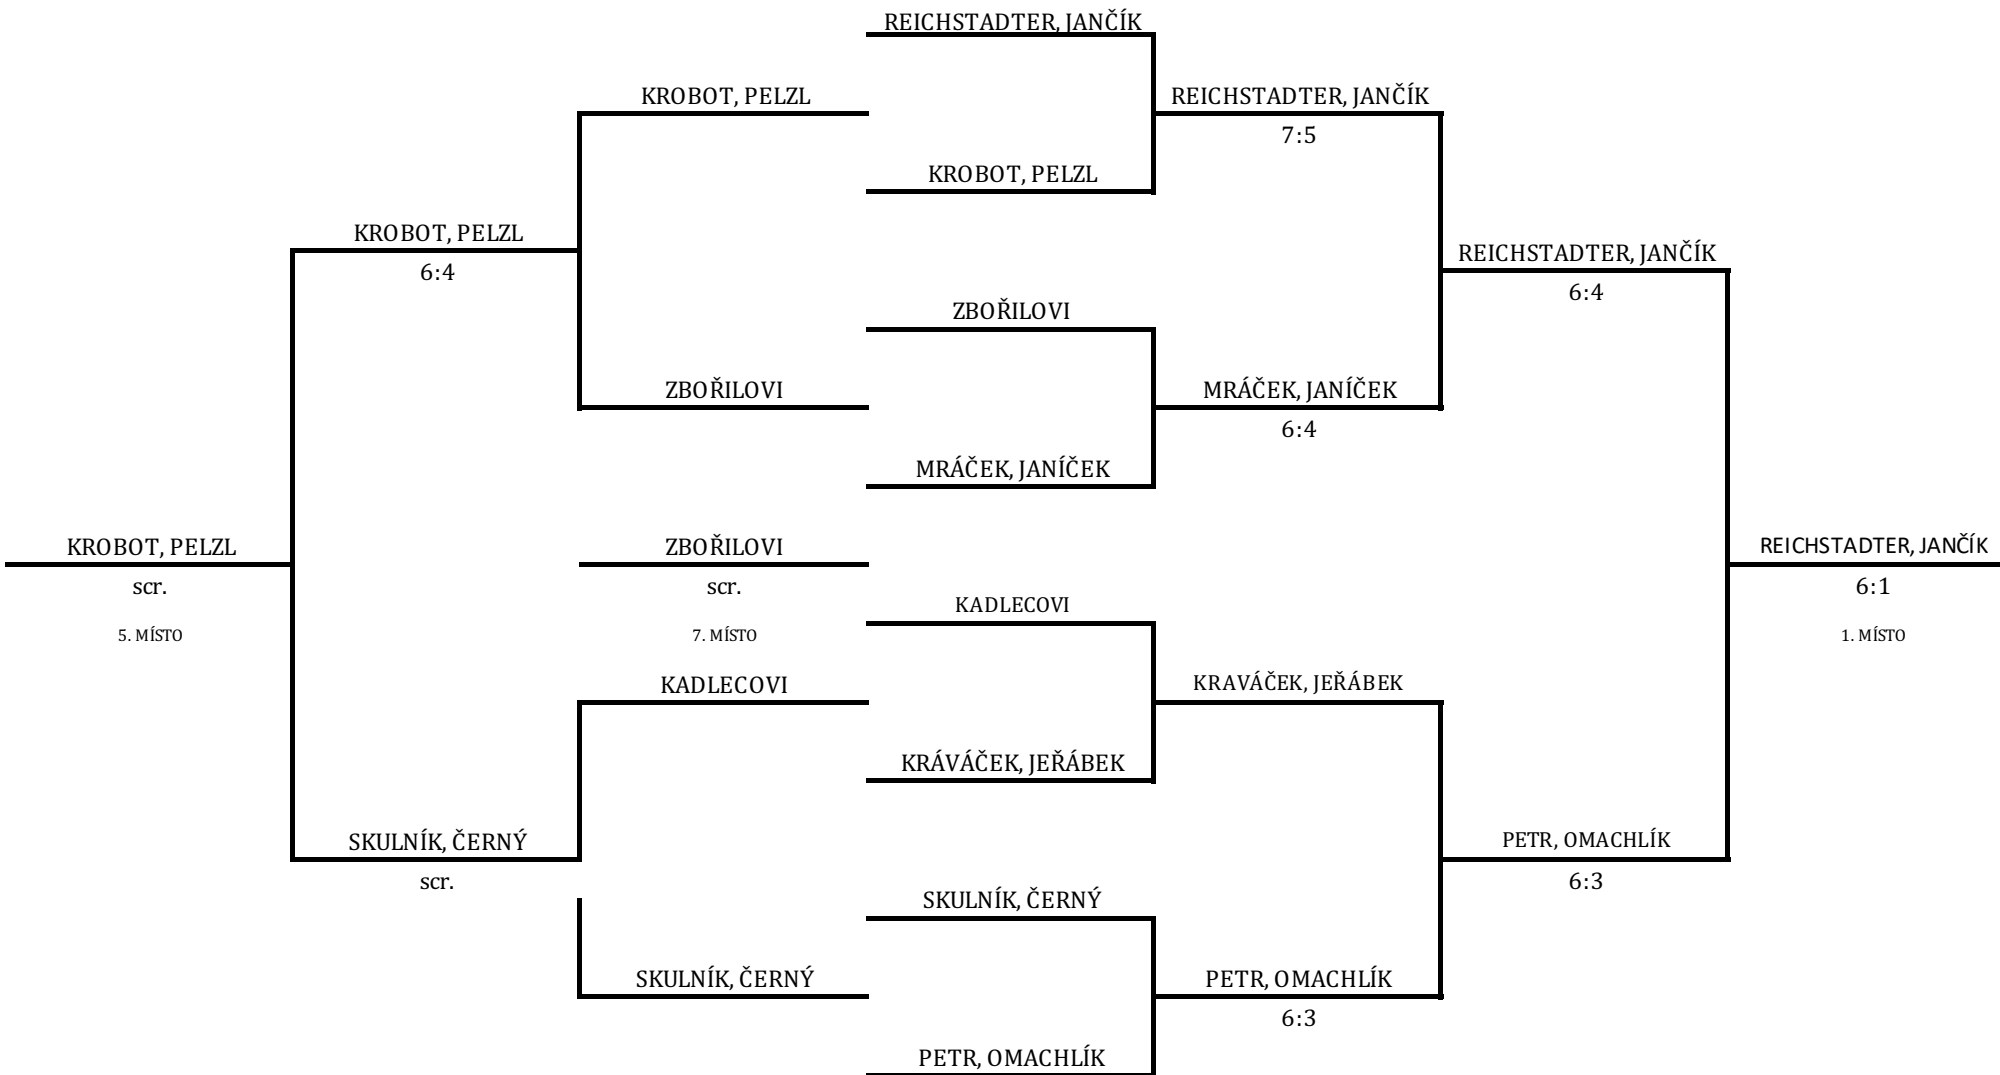 REICHSTADTER, JANČÍK
KROBOT, PELZL
REICHSTADTER, JANČÍK
7:5
KROBOT, PELZL
KROBOT, PELZL
6:4
REICHSTADTER, JANČÍK
6:4
ZBOŘILOVI
ZBOŘILOVI
MRÁČEK, JANÍČEK
6:4
MRÁČEK, JANÍČEK
KROBOT, PELZL
scr.
5. MÍSTO
ZBOŘILOVI
scr.
7. MÍSTO
KADLECOVI
REICHSTADTER, JANČÍK
6:1
1. MÍSTO
KADLECOVI
KRAVÁČEK, JEŘÁBEK
KRÁVÁČEK, JEŘÁBEK
SKULNÍK, ČERNÝ
scr.
PETR, OMACHLÍK
6:3
SKULNÍK, ČERNÝ
SKULNÍK, ČERNÝ
PETR, OMACHLÍK
6:3
PETR, OMACHLÍK